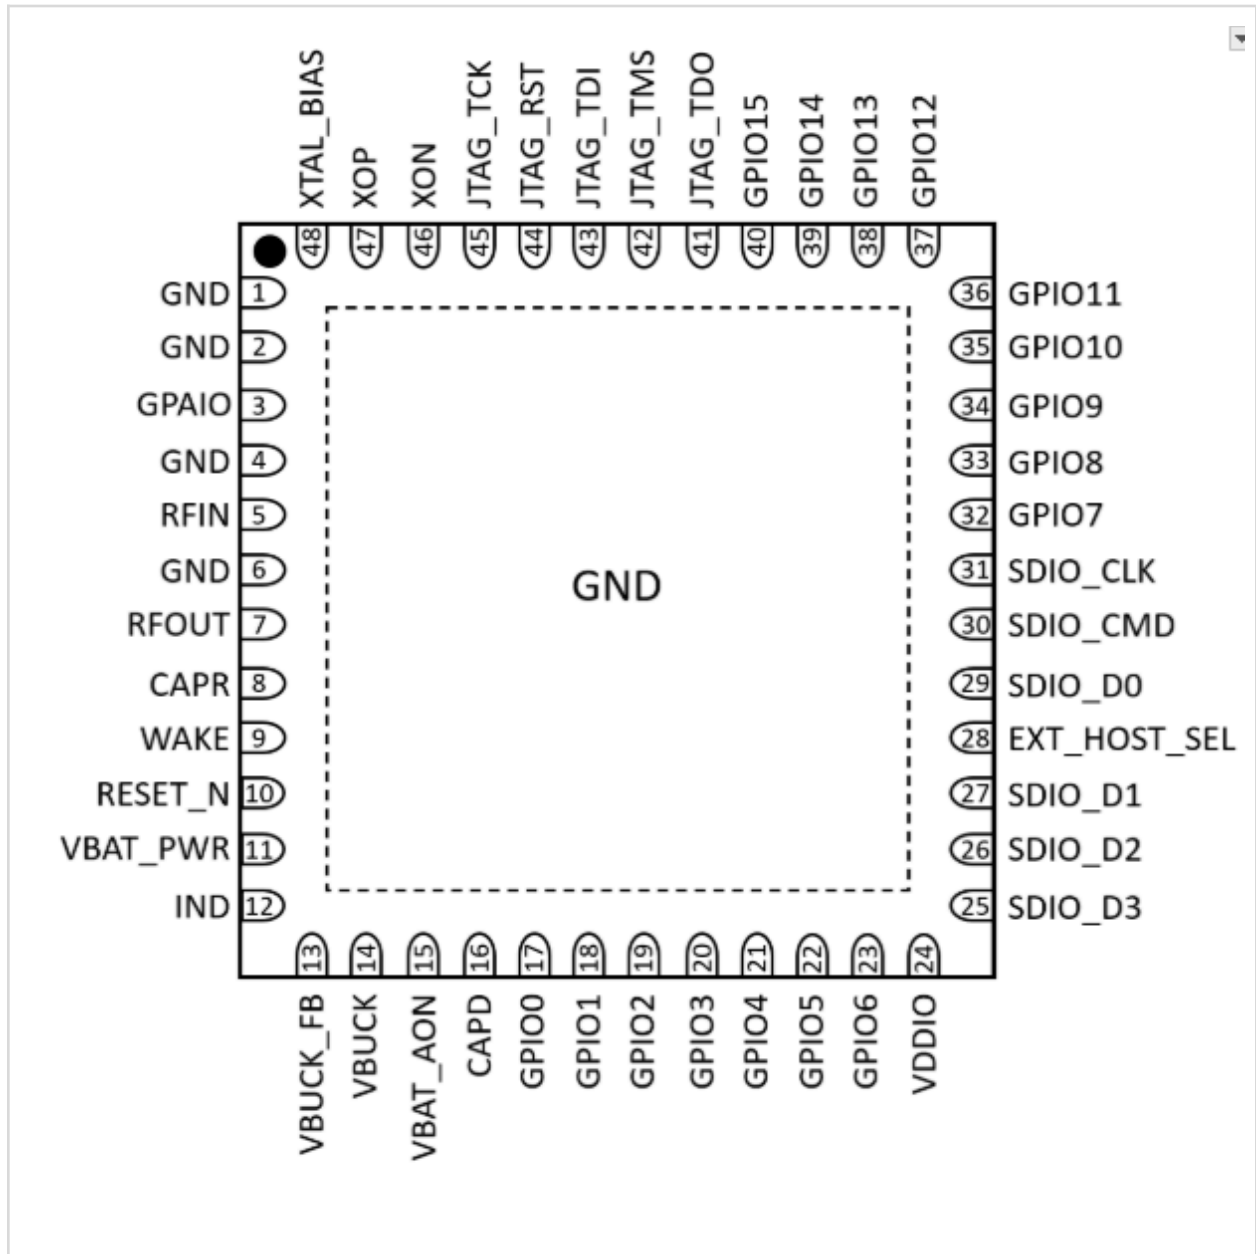 XTAL_BIAS
XOP
XON
JTAG_TCK
JTAG_RST
JTAG_TDI
JTAG_TMS
JTAG_TDO
GPIO15
GPIO14
GPIO13
GPIO12
48
47
46
45
44
43
42
41
40
39
38
37
GND 1
GND 2
GPAIO 3
GND 4
RFIN 5
GND 6
RFOUT 7
CAPR 8
WAKE 9
RESET_N 10
VBAT_PWR 11
IND 12
GND
36 GPIO11
35 GPIO10
34 GPIO9
33 GPIO8
32 GPIO7
31 SDIO_CLK
30 SDIO_CMD
29 SDIO_D0
28 EXT_HOST_SEL
27 SDIO_D1
26 SDIO_D2
25 SDIO_D3
13
14
15
16
17
18
19
20
21
22
23
24
VBUCK_FB
VBUCK
VBAT_AON
CAPD
GPIO0
GPIO1
GPIO2
GPIO3
GPIO4
GPIO5
GPIO6
VDDIO